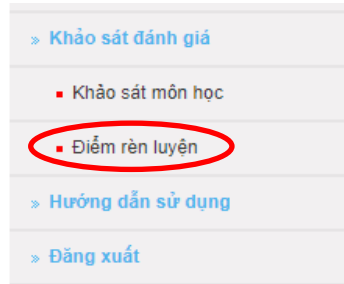 » Khảo sát đánh giá
Khảo sát môn học
Điểm rèn luyện
» Hướng dẫn sử dụng
» Đăng xuất